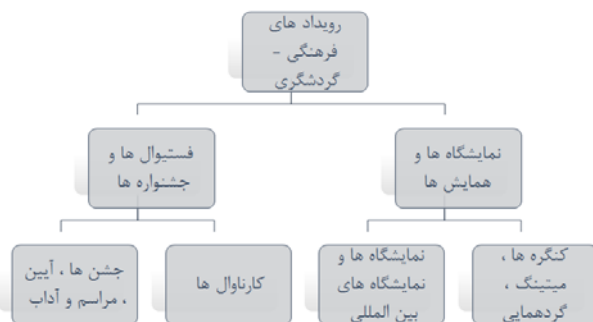 رویداد های
فرهنگی -
گردشگری
نمایشگاه ها و
همایش ها
فستیوال ها و
جشنواره ها
کنگره ها ،
میتینگ ،
گردهمایی
نمایشگاه ها و
نمایشگاه های
بین المللی
کارناوال ها
جشن ها ، آیین
، مراسم و آداب